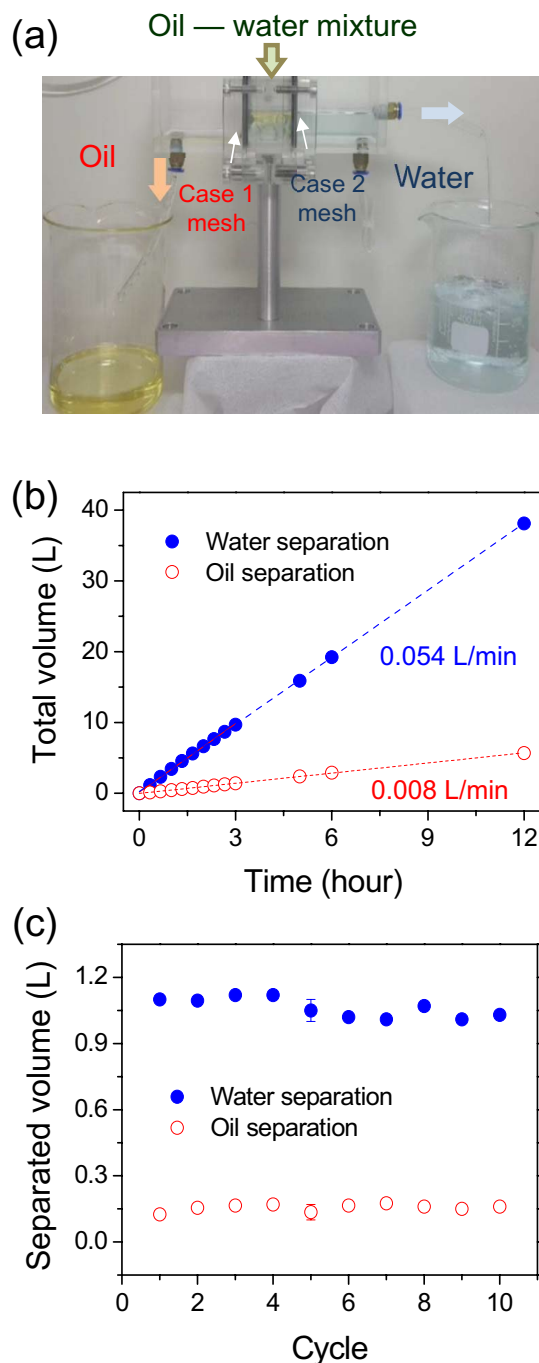 (a)
Oil — water mixture
Oil
Case 1
mesh
Case 2
mesh
Water
(b)
Total volume (L)
40
30
20
10
0
Water separation
Oil separation
0.054 L/min
0.008 L/min
0
3
6
9
12
Time (hour)
(c)
Separated volume (L)
1.2
0.9
0.6
0.3
0.0
Water separation
Oil separation
0
2
4
6
8
10
Cycle